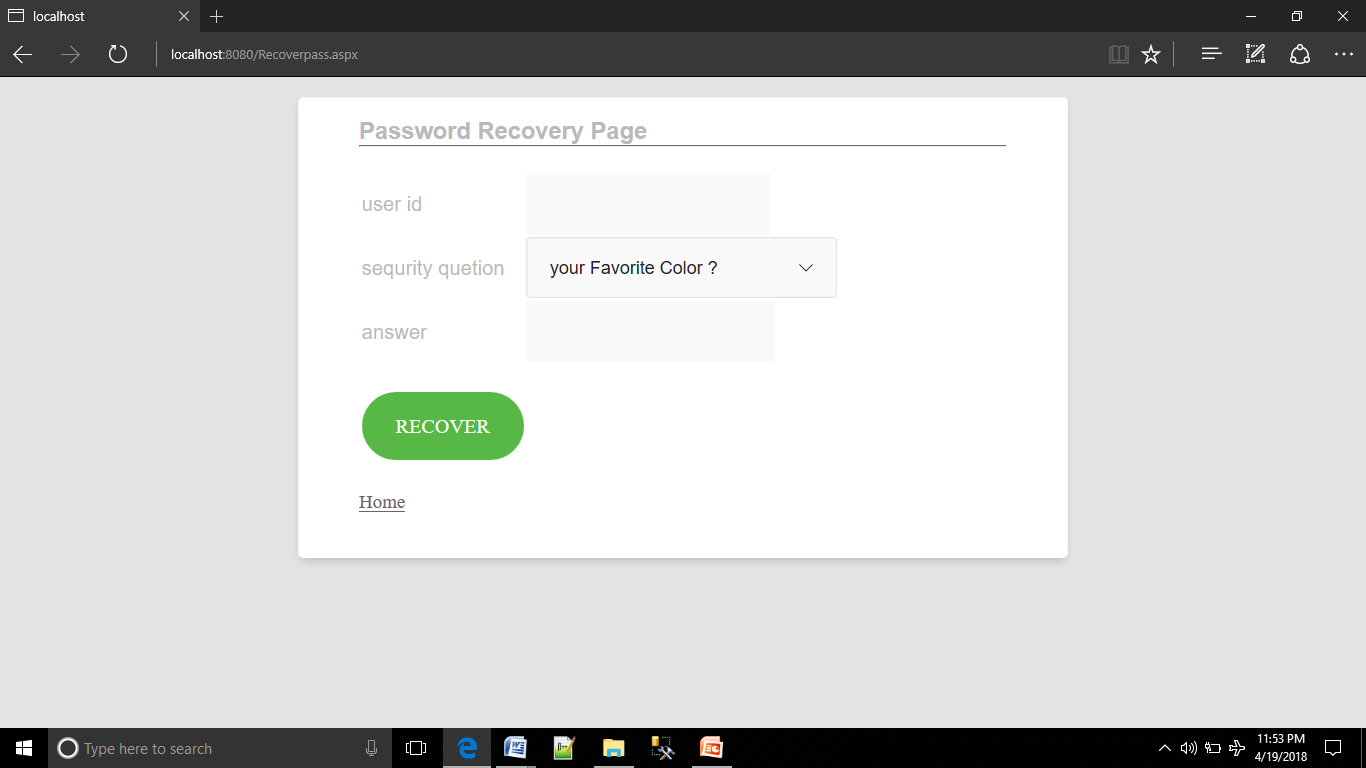 localhost
localhost:8080/Recoverpass.aspx
Password Recovery Page
user id
sequrity quetion
your Favorite Color ?
answer
RECOVER
Home
Type here to search
11:53 PM
4/19/2018